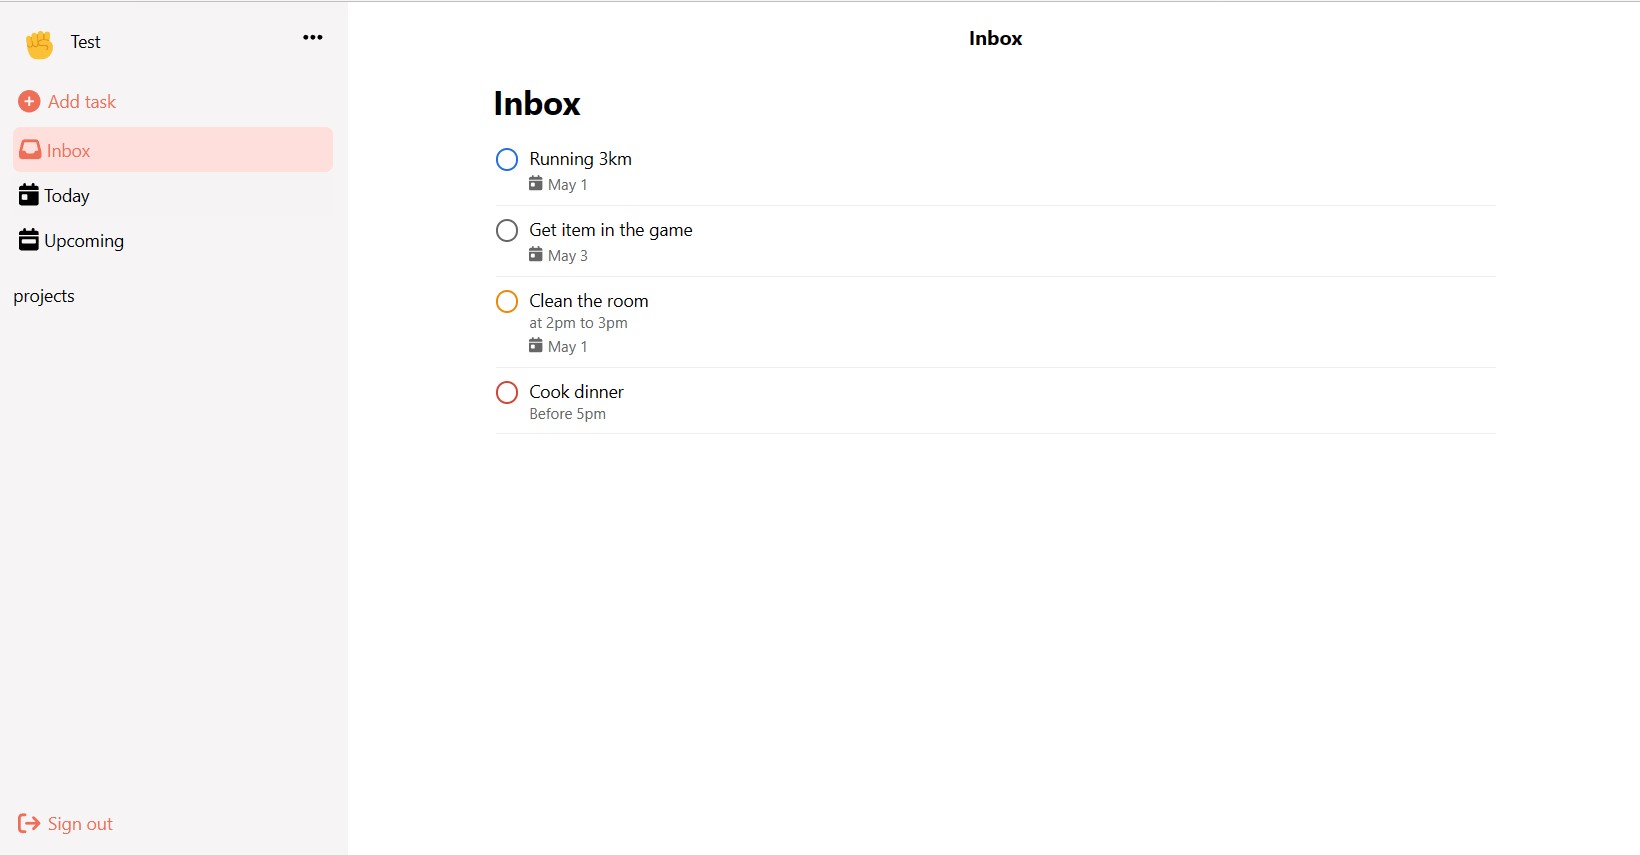 Test
Add task
Inbox
Today
Upcoming
projects
Sign out
Inbox
Inbox
Running 3km
May 1
Get item in the game
May 3
Clean the room
at 2pm to 3pm
May 1
Cook dinner
Before 5pm